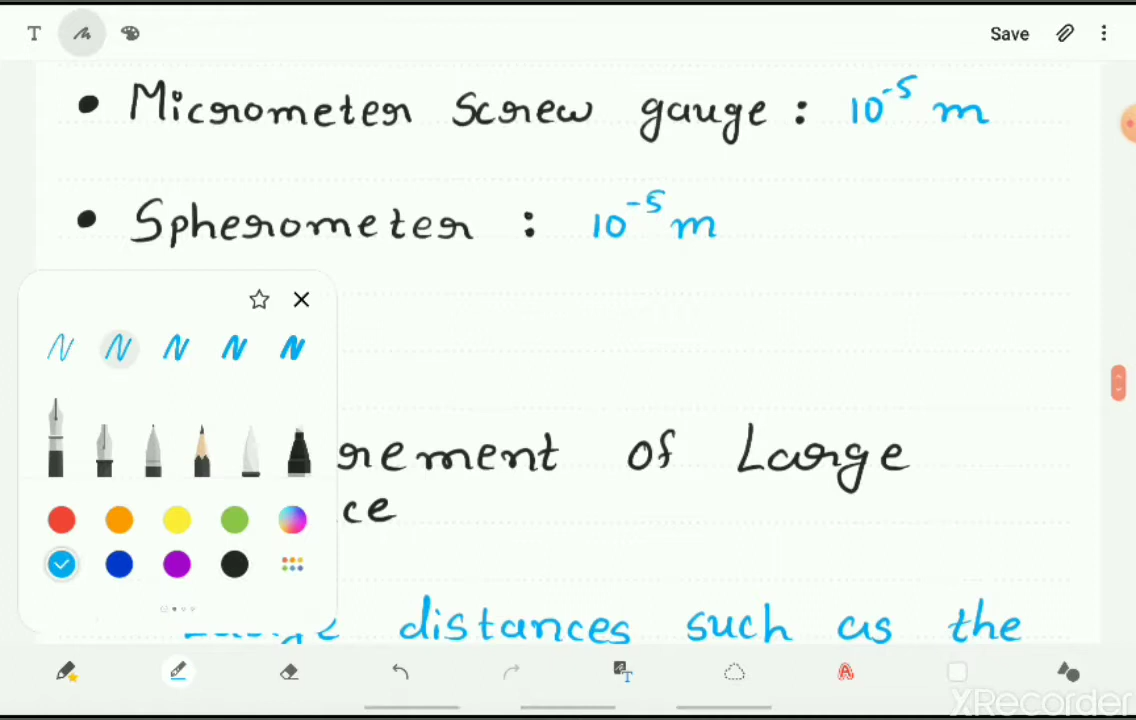 T Save
• Micrometer Screw gauge : 10⁻⁵ m
• Spherometer : 10⁻⁵ m
rement of Large
ce
distances such as the
XRecorder